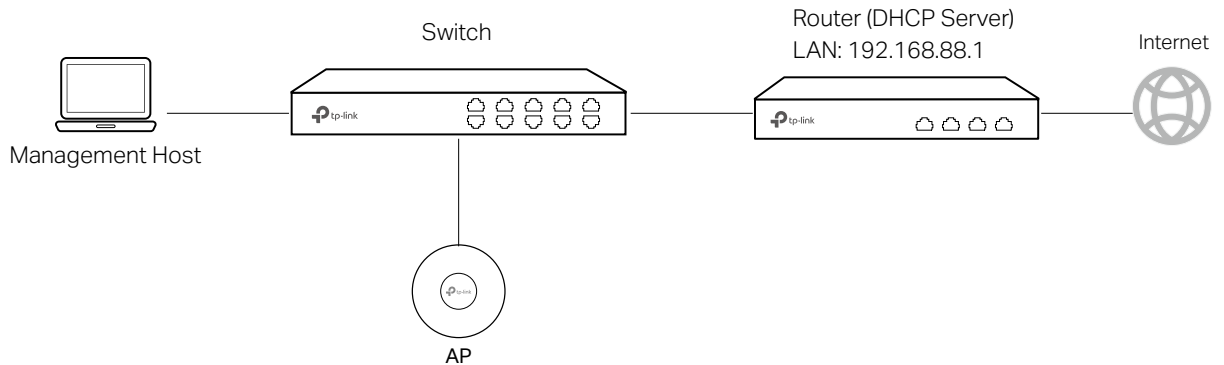 Switch
Router (DHCP Server)
LAN: 192.168.88.1
Internet
tp-link
tp-link
Management Host
tp-link
AP